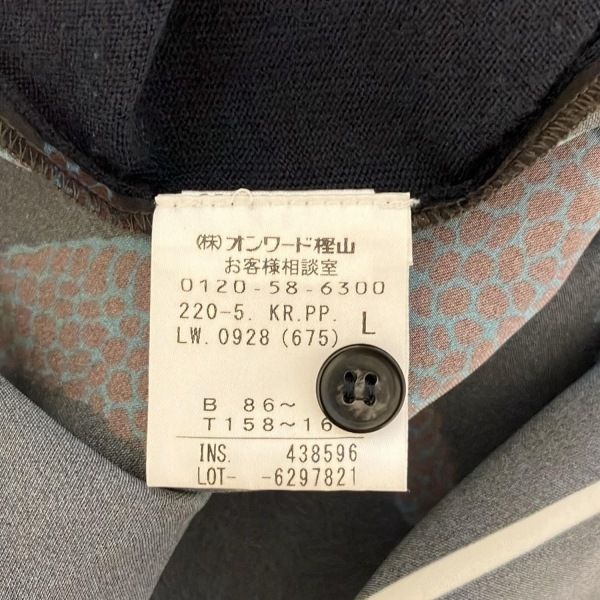 (株)オンワード樫山
お客様相談室
0120-58-6300
220-5. KR.PP. L
LW.0928(675)
B 86～
T158～16
INS. 438596
LOT- -6297821